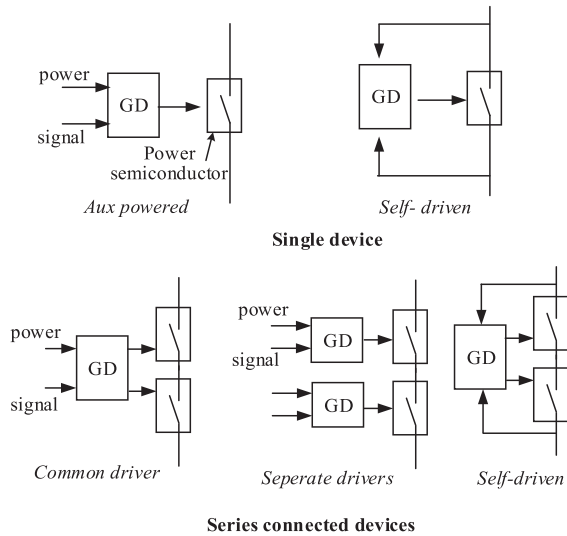 power
GD
signal
Power
semiconductor
Aux powered
GD
Self- driven
Single device
power
GD
signal
Common driver
power
GD
signal
GD
Seperate drivers
GD
Self-driven
Series connected devices